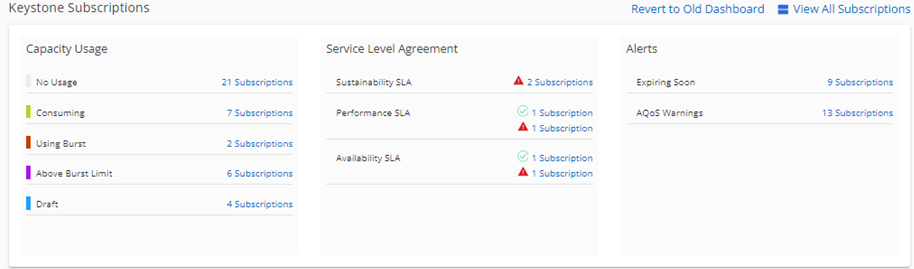 Keystone Subscriptions
Revert to Old Dashboard
View All Subscriptions
Capacity Usage
No Usage 21 Subscriptions
Consuming 7 Subscriptions
Using Burst 2 Subscriptions
Above Burst Limit 6 Subscriptions
Draft 4 Subscriptions
Service Level Agreement
Sustainability SLA 2 Subscriptions
Performance SLA 1 Subscription
1 Subscription
Availability SLA 1 Subscription
1 Subscription
Alerts
Expiring Soon 9 Subscriptions
AQoS Warnings 13 Subscriptions